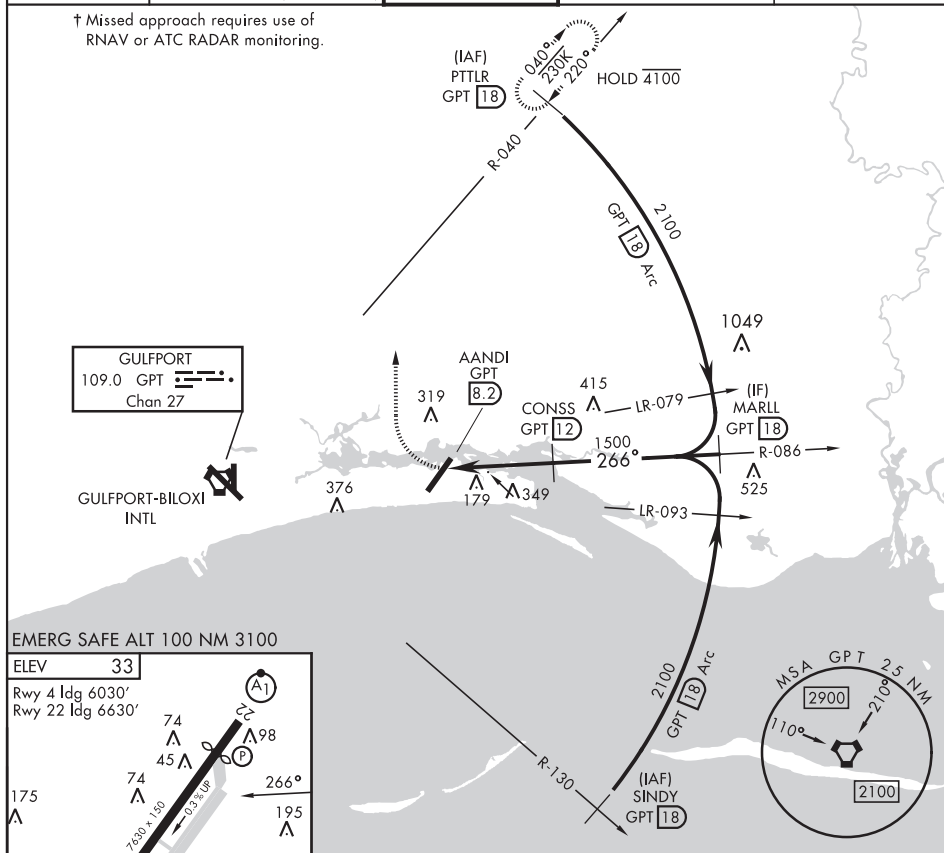 † Missed approach requires use of
RNAV or ATC RADAR monitoring.
(IAF)
PTTLR
GPT 18
040°
230K
220°
HOLD 4100
R-040
2100
GPT 18 Arc
1049
GULFPORT
109.0 GPT
Chan 27
AANDI
GPT
8.2
319
415
LR-079
(IF)
MARLL
GPT 18
CONSS
GPT 12
1500
266°
R-086
525
GULFPORT-BILOXI
INTL
376
179
349
LR-093
EMERG SAFE ALT 100 NM 3100
2100
GPT 18 Arc
R-130
(IAF)
SINDY
GPT 18
MSA GPT 25 NM
2900
210°
110°
2100
ELEV 33
Rwy 4 ldg 6030'
Rwy 22 ldg 6630'
A1
22
74
98
45
P
74
266°
0.3% UP
175
195
7630 x 150